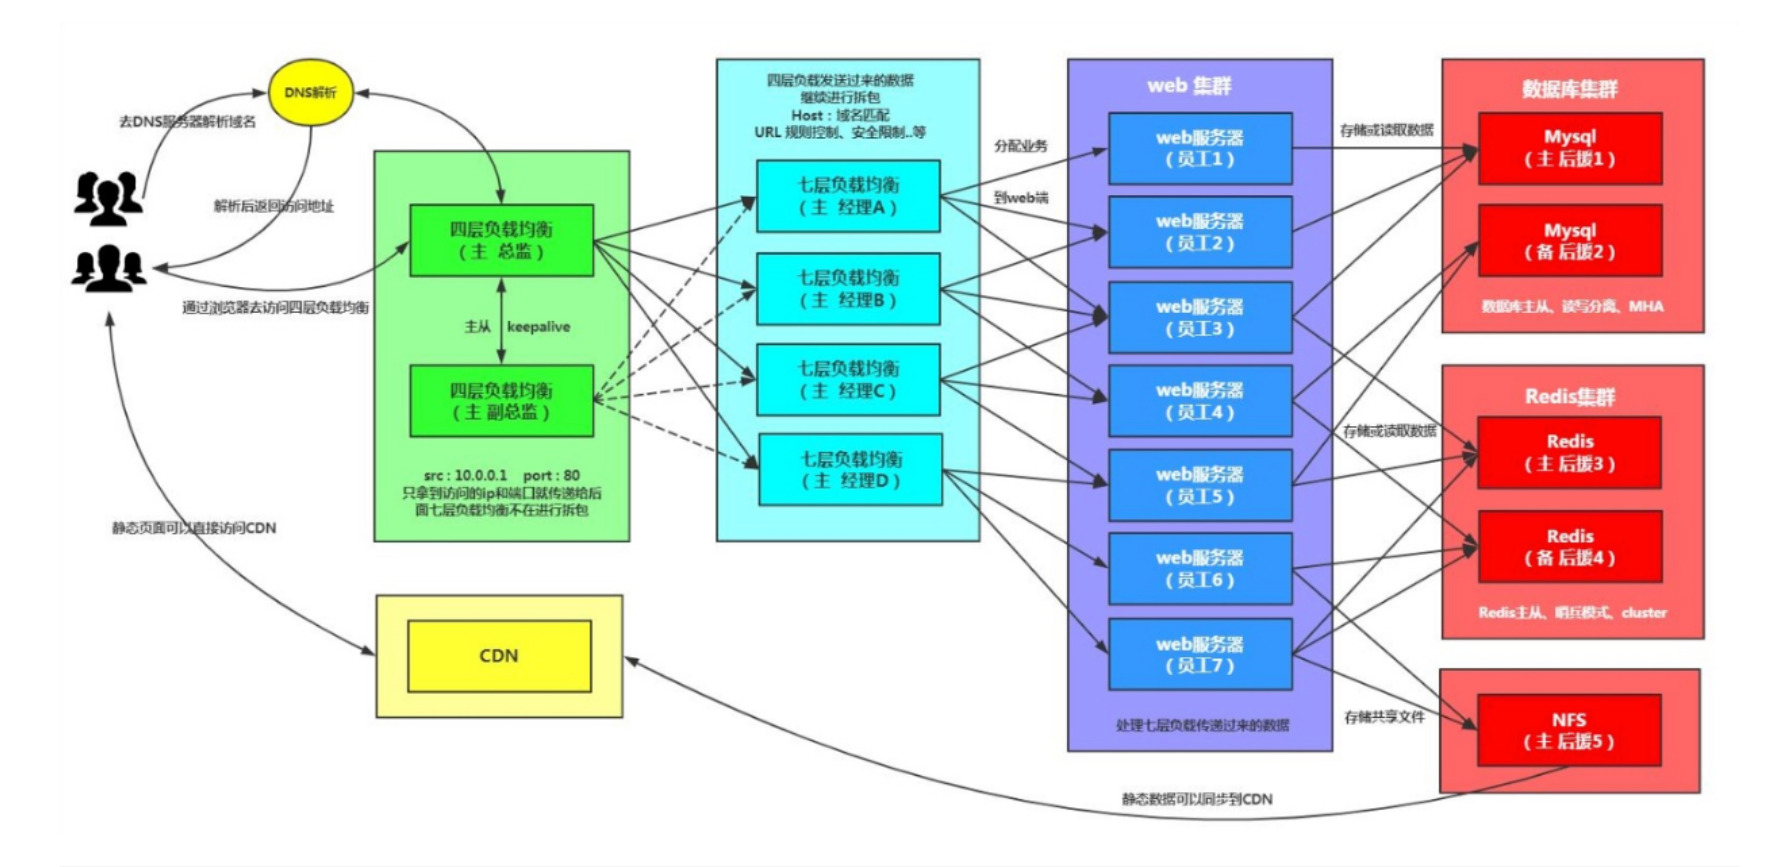 DNS解析
去DNS服务器解析域名
解析后返回访问地址
通过浏览器去访问四层负载均衡
静态页面可以直接访问CDN
四层负载均衡
（主 总监）
主从 keepalive
四层负载均衡
（主 副总监）
src：10.0.0.1 port：80
只拿到访问的ip和端口就传递给后
面七层负载均衡不在进行拆包
CDN
四层负载发送过来的数据
继续进行拆包
Host：域名匹配
URL 规则控制、安全限制..等
七层负载均衡
（主 经理A）
七层负载均衡
（主 经理B）
七层负载均衡
（主 经理C）
七层负载均衡
（主 经理D）
分配业务
到web端
web 集群
web服务器
（员工1）
web服务器
（员工2）
web服务器
（员工3）
web服务器
（员工4）
web服务器
（员工5）
web服务器
（员工6）
web服务器
（员工7）
处理七层负载传递过来的数据
存储或读取数据
存储或读取数据
存储共享文件
数据库集群
Mysql
（主 后援1）
Mysql
（备 后援2）
数据库主从、读写分离、MHA
Redis集群
Redis
（主 后援3）
Redis
（备 后援4）
Redis主从、哨兵模式、cluster
NFS
（主 后援5）
静态数据可以同步到CDN